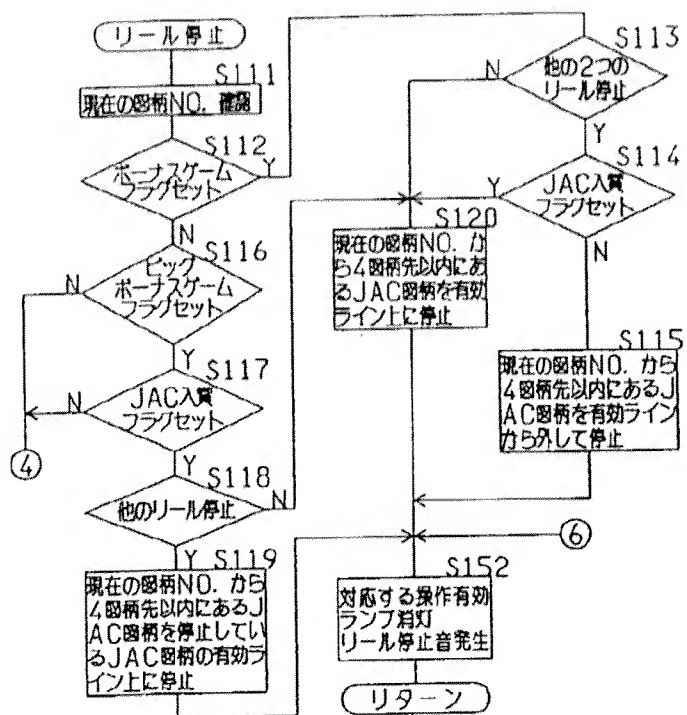 リール停止
S111
現在の図柄NO. 確認
S112
ボーナスゲーム
フラグセット
Y
N
S116
ビッグ
ボーナスゲーム
フラグセット
N
Y
S117
JAC入賞
フラグセット
N
Y
④
S118
他のリール停止
N
Y
S119
現在の図柄NO. から
4図柄先以内にあるJ
AC図柄を停止してい
るJAC図柄の有効ラ
イン上に停止
S113
他の2つの
リール停止
N
Y
S114
JAC入賞
フラグセット
Y
N
S120
現在の図柄NO. か
ら4図柄先以内にあ
るJAC図柄を有効
ライン上に停止
S115
現在の図柄NO. から
4図柄先以内にあるJ
AC図柄を有効ライン
から外して停止
⑥
S152
対応する操作有効
ランプ消灯
リール停止音発生
リターン